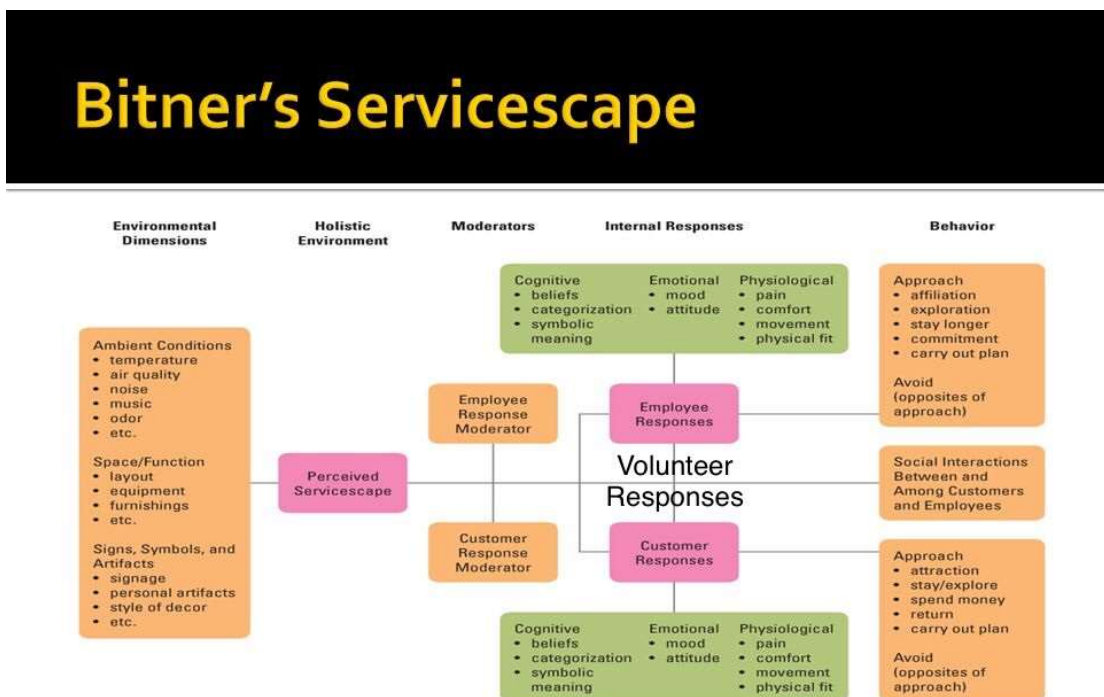 Bitner's Servicescape
Environmental
Dimensions
Holistic
Environment
Moderators
Internal Responses
Behavior
Ambient Conditions
• temperature
• air quality
• noise
• music
• odor
• etc.
Space/Function
• layout
• equipment
• furnishings
• etc.
Signs, Symbols, and
Artifacts
• signage
• personal artifacts
• style of decor
• etc.
Perceived
Servicescape
Employee
Response
Moderator
Customer
Response
Moderator
Cognitive
• beliefs
• categorization
• symbolic
meaning
Emotional
• mood
• attitude
Physiological
• pain
• comfort
• movement
• physical fit
Employee
Responses
Volunteer
Responses
Customer
Responses
Cognitive
• beliefs
• categorization
• symbolic
meaning
Emotional
• mood
• attitude
Physiological
• pain
• comfort
• movement
• physical fit
Approach
• affiliation
• exploration
• stay longer
• commitment
• carry out plan
Avoid
(opposites of
approach)
Social Interactions
Between and
Among Customers
and Employees
Approach
• attraction
• stay/explore
• spend money
• return
• carry out plan
Avoid
(opposites of
approach)